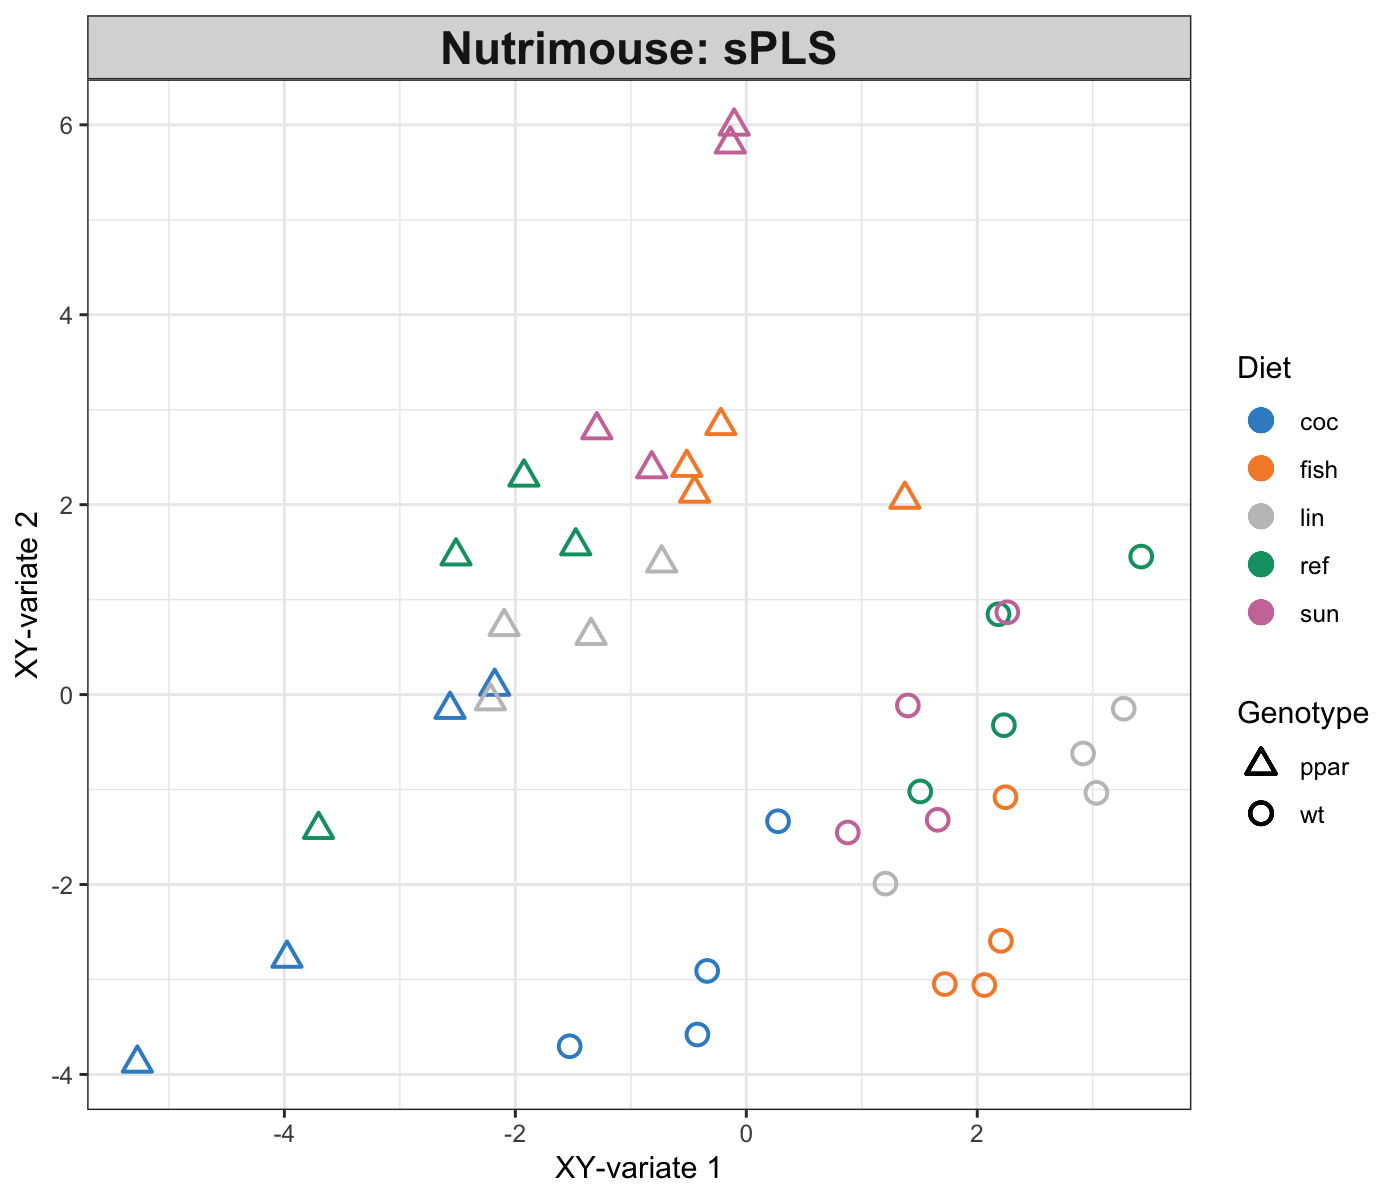 Nutrimouse: sPLS
6
4
2
0
-2
-4
XY-variate 2
-4
-2
0
2
XY-variate 1
Diet
coc
fish
lin
ref
sun
Genotype
ppar
wt